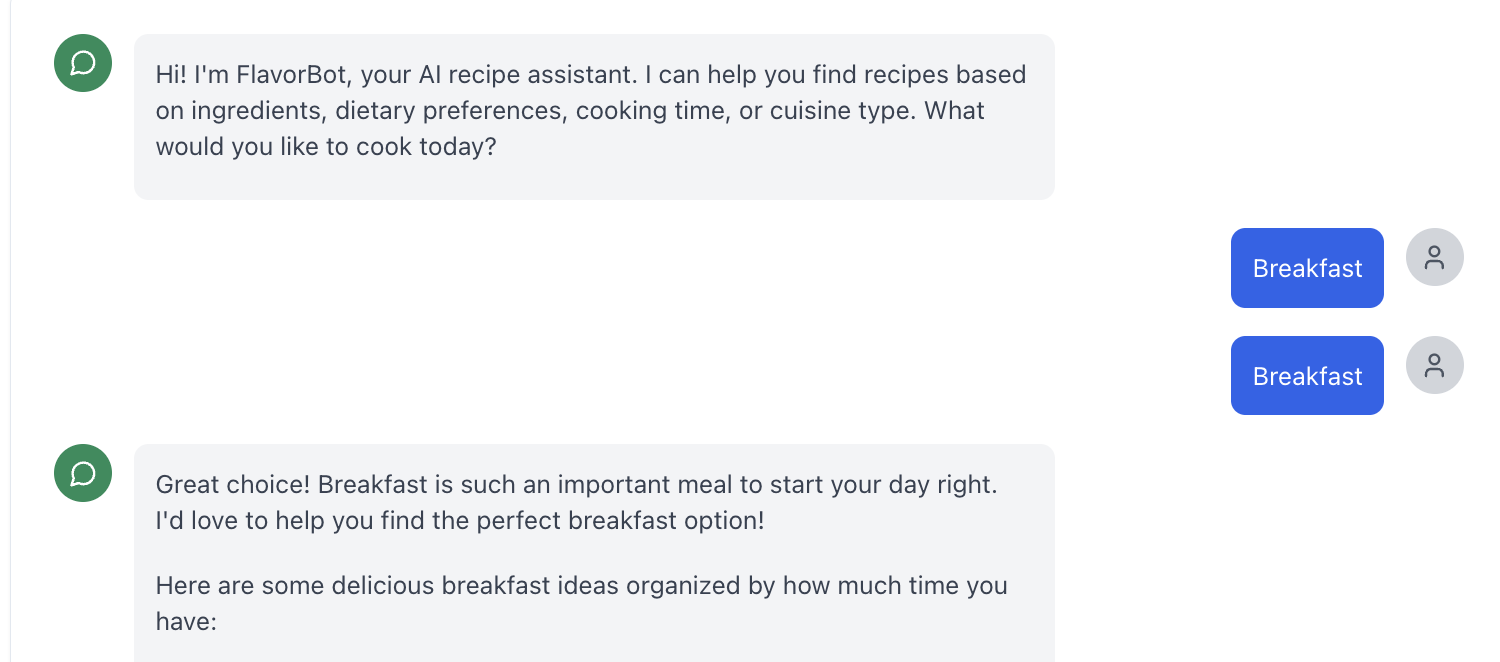 Hi! I'm FlavorBot, your AI recipe assistant. I can help you find recipes based
on ingredients, dietary preferences, cooking time, or cuisine type. What
would you like to cook today?
Breakfast
Breakfast
Great choice! Breakfast is such an important meal to start your day right.
I'd love to help you find the perfect breakfast option!
Here are some delicious breakfast ideas organized by how much time you
have: